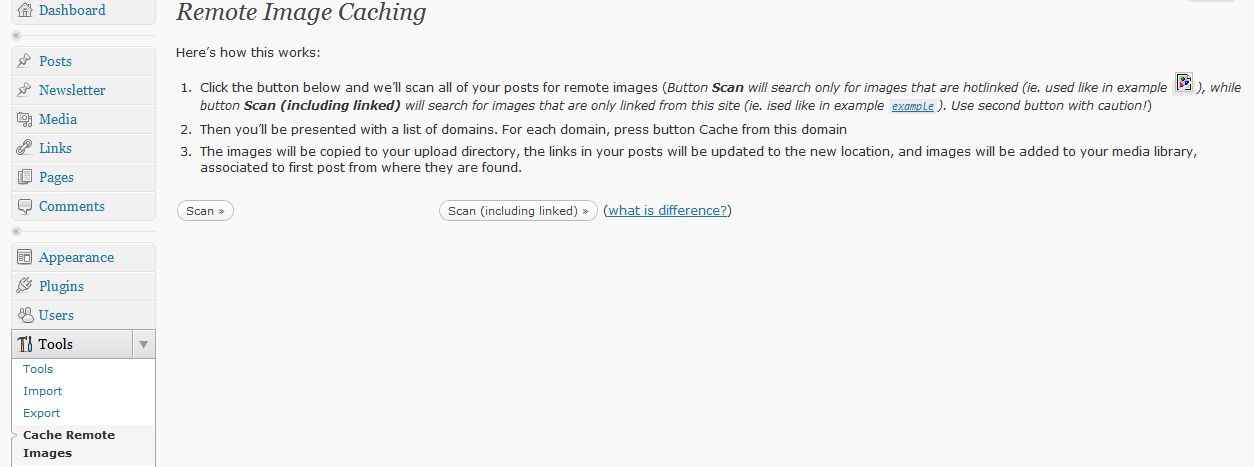 Dashboard
Posts
Newsletter
Media
Links
Pages
Comments
Appearance
Plugins
Users
Tools
Tools
Import
Export
Cache Remote
Images
Remote Image Caching
Here's how this works:
1. Click the button below and we'll scan all of your posts for remote images (Button Scan will search only for images that are hotlinked (ie. used like in example ), while
button Scan (including linked) will search for images that are only linked from this site (ie. ised like in example example ). Use second button with caution!)
2. Then you'll be presented with a list of domains. For each domain, press button Cache from this domain
3. The images will be copied to your upload directory, the links in your posts will be updated to the new location, and images will be added to your media library,
associated to first post from where they are found.
Scan » Scan (including linked) » (what is difference?)